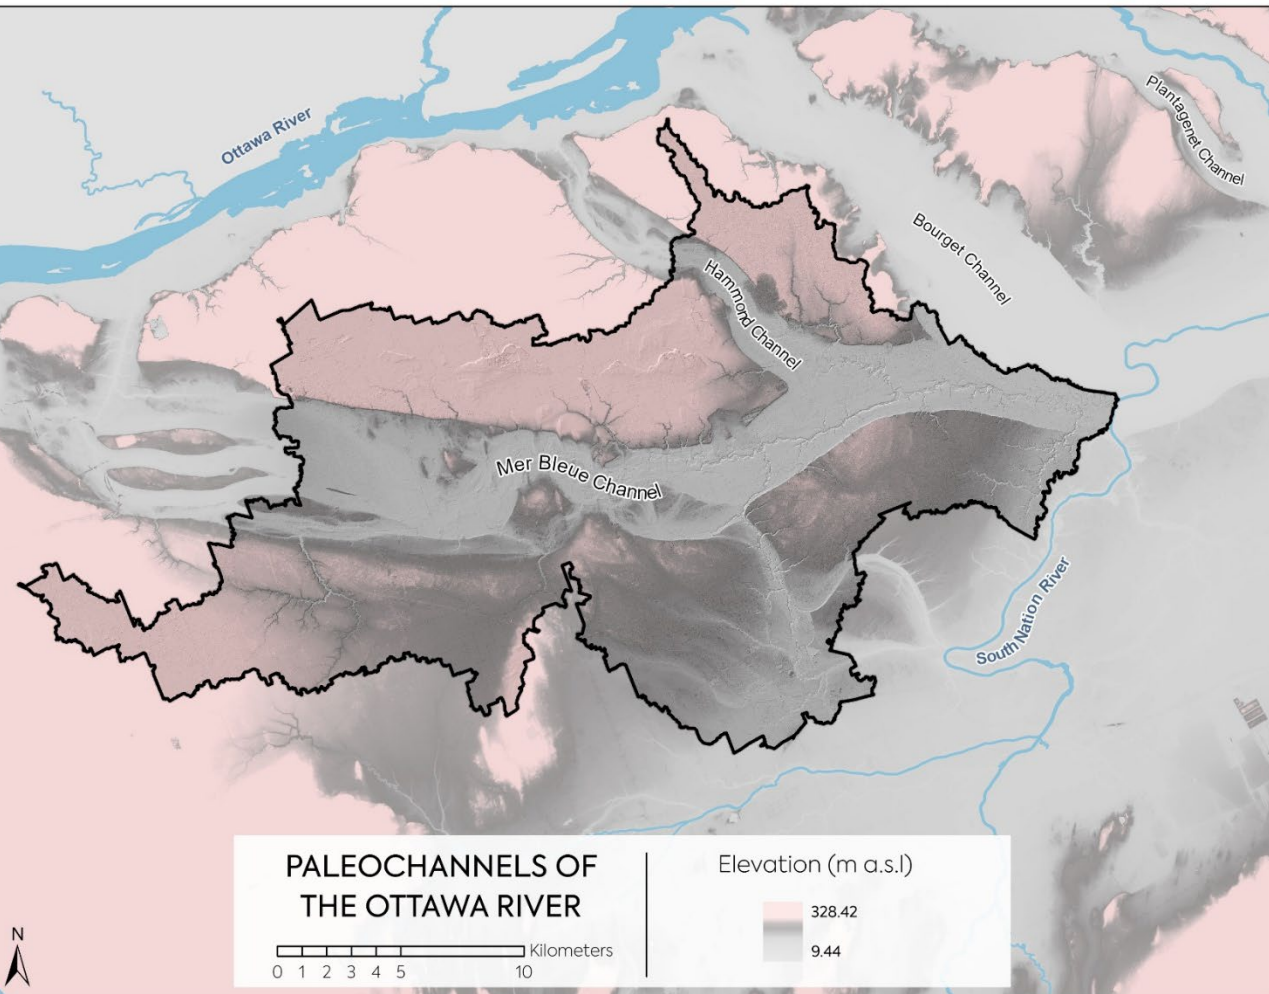 Ottawa River
Plantagenet Channel
Bourget Channel
Hammond Channel
Mer Bleue Channel
South Nation River
PALEOCHANNELS OF
THE OTTAWA RIVER
Kilometers
0 1 2 3 4 5 10
Elevation (m a.s.l)
328.42
9.44
N